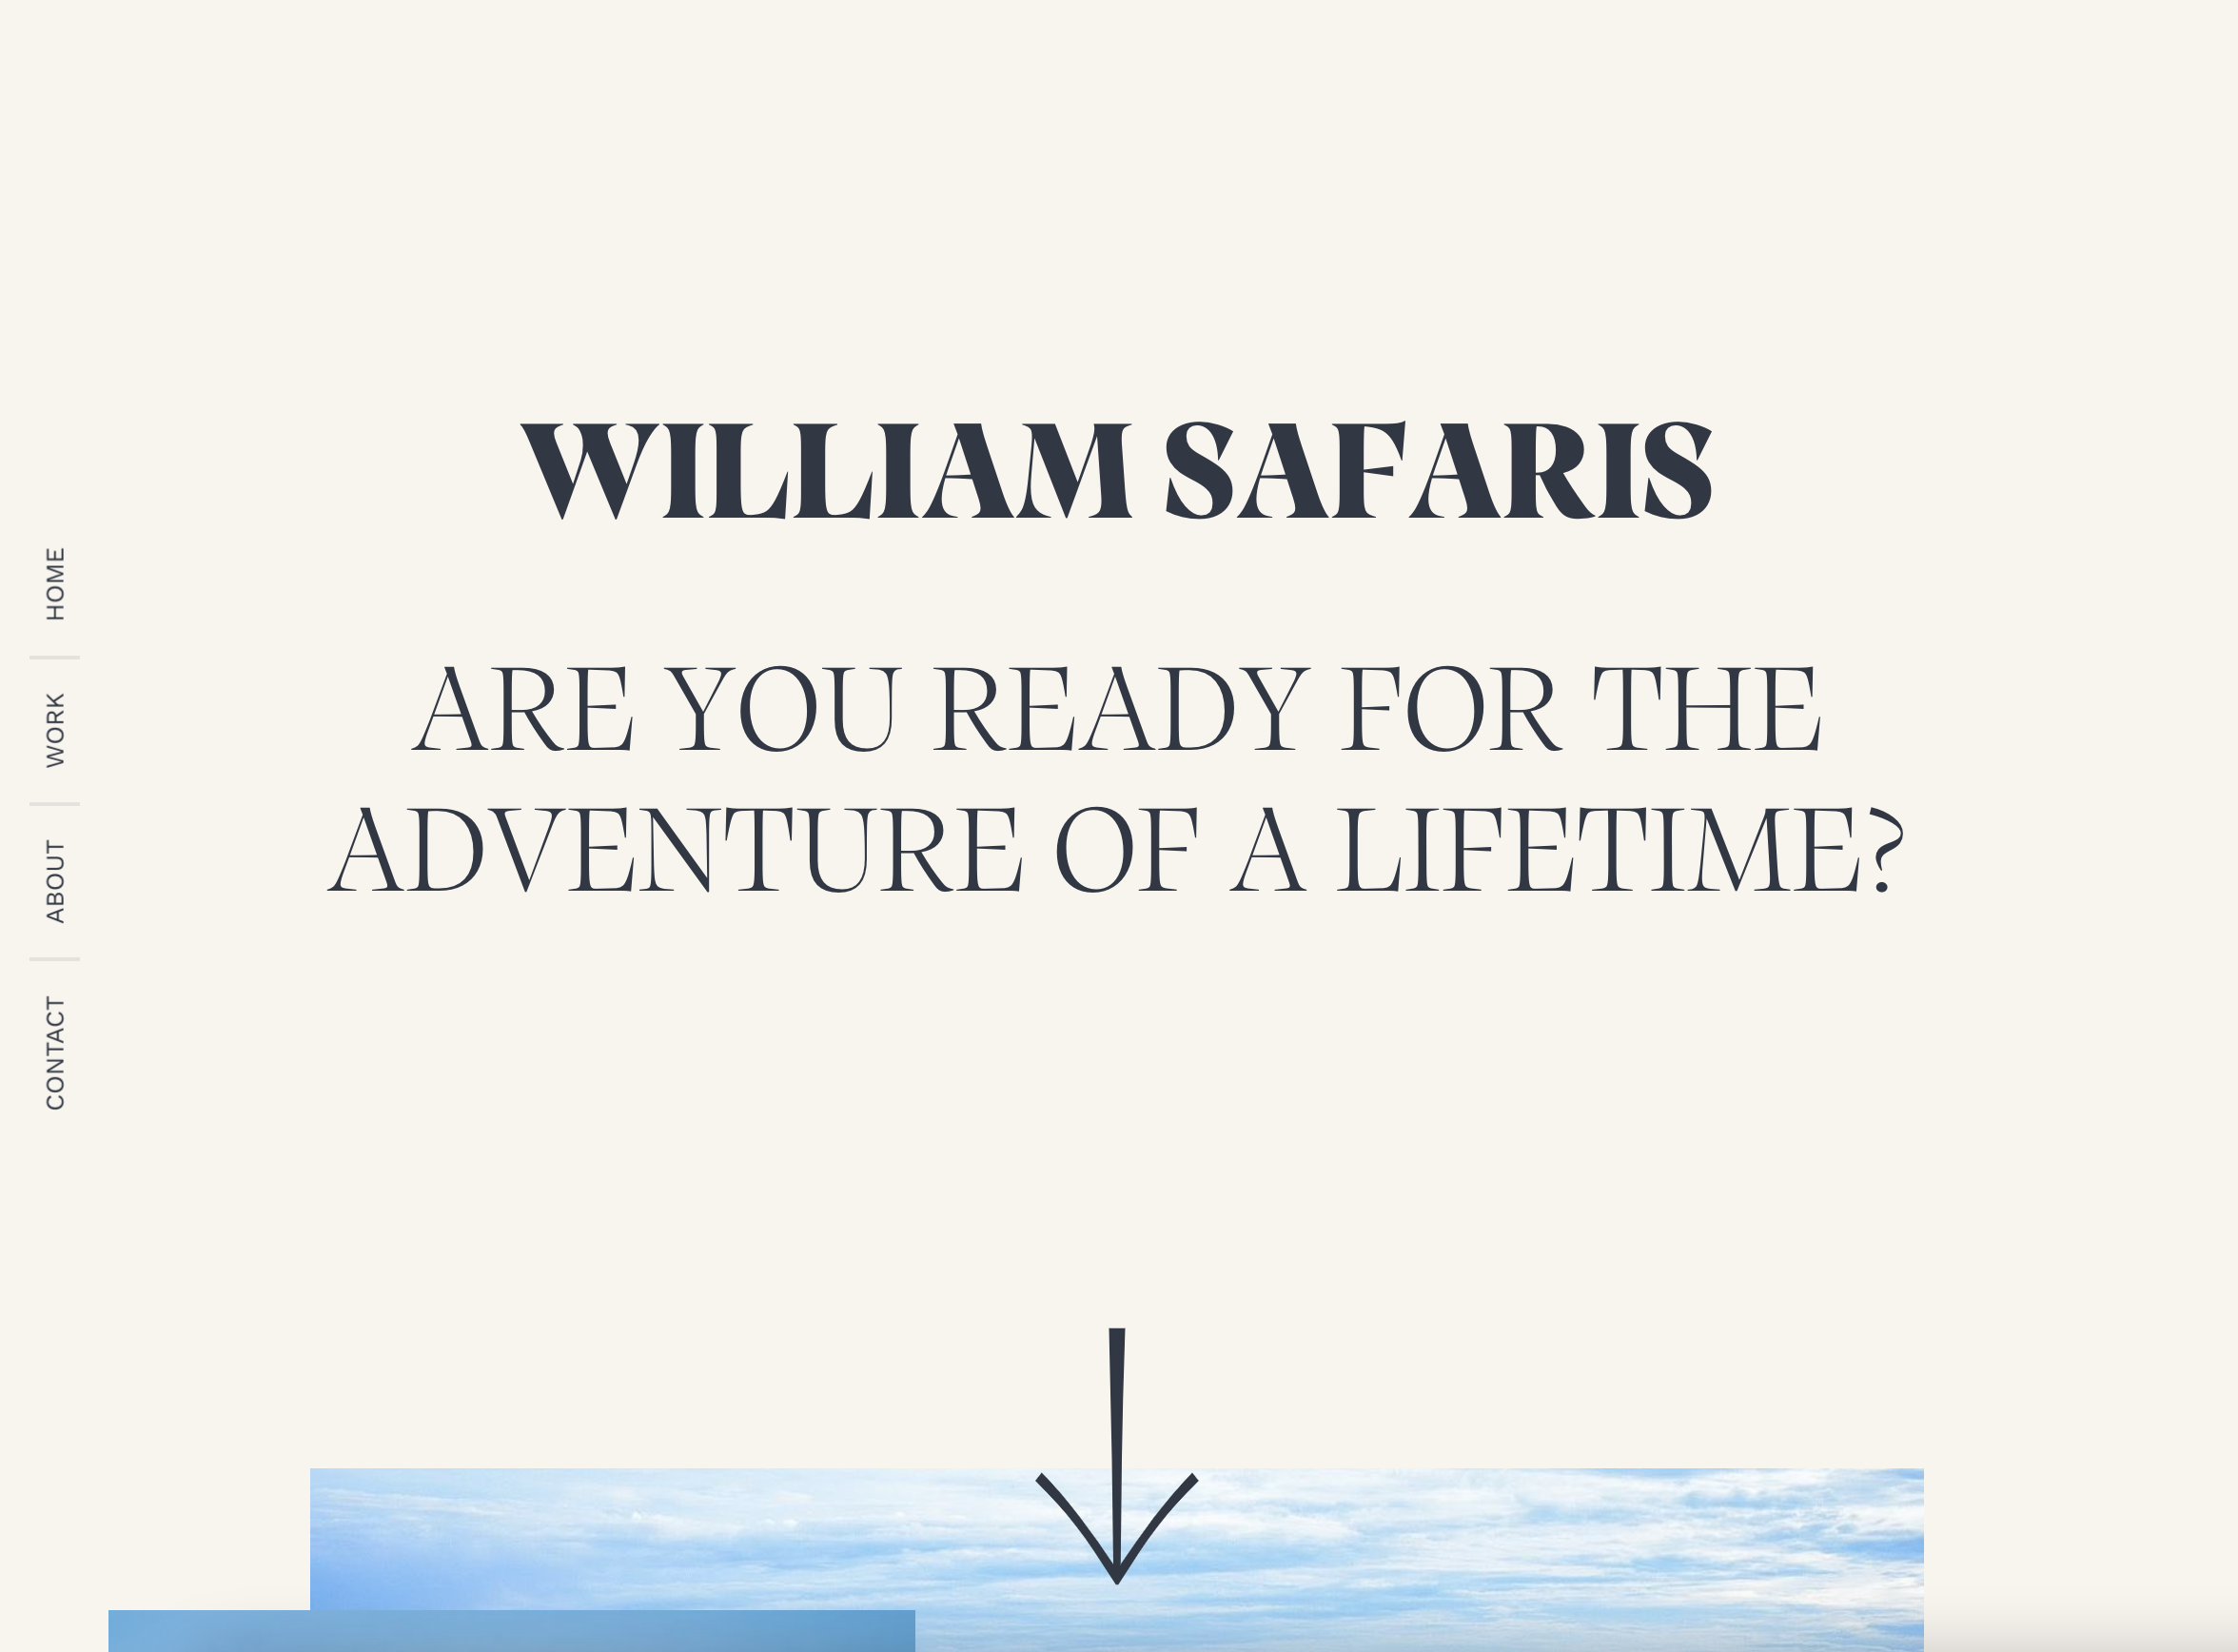 WILLIAM SAFARIS
ARE YOU READY FOR THE
ADVENTURE OF A LIFETIME?
HOME
WORK
ABOUT
CONTACT